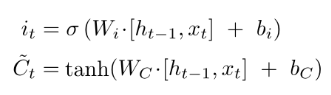 i_t = σ (W_i·[h_{t−1}, x_t] + b_i)
C̃_t = tanh(W_C·[h_{t−1}, x_t] + b_C)